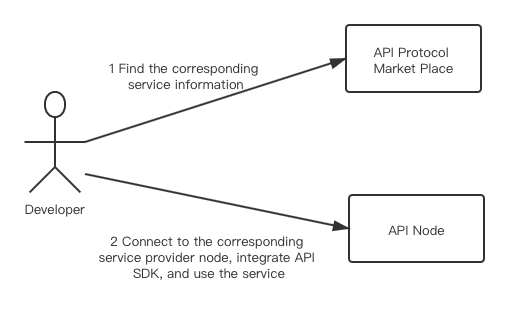 1 Find the corresponding
service information
API Protocol
Market Place
Developer
2 Connect to the corresponding
service provider node, integrate API
SDK, and use the service
API Node